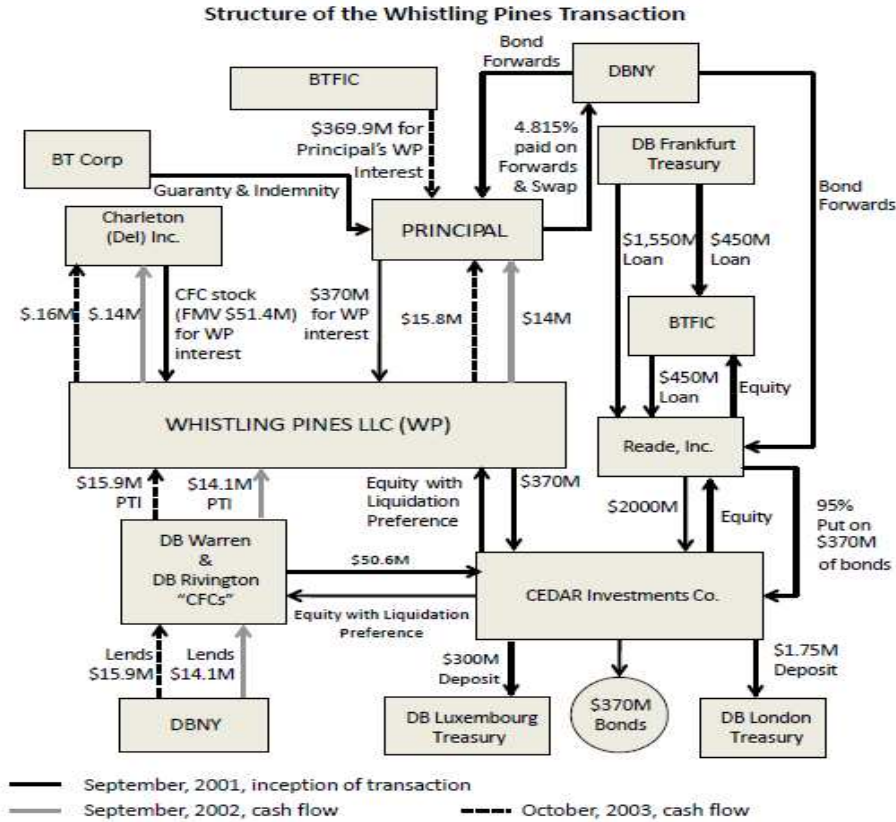 Structure of the Whistling Pines Transaction
BTFIC
Bond
Forwards
DBNY
$369.9M for
Principal's WP
Interest
4.815%
paid on
Forwards
& Swap
BT Corp
Guaranty & Indemnity
DB Frankfurt
Treasury
Bond
Forwards
Charleton
(Del) Inc.
PRINCIPAL
$1,550M
Loan
$450M
Loan
$.16M
$.14M
CFC stock
(FMV $51.4M)
for WP
interest
$370M
for WP
interest
$15.8M
$14M
BTFIC
$450M
Loan
Equity
WHISTLING PINES LLC (WP)
Reade, Inc.
$15.9M
PTI
$14.1M
PTI
Equity with
Liquidation
Preference
$370M
$2000M
Equity
95%
Put on
$370M
of bonds
DB Warren
&
DB Rivington
"CFCs"
$50.6M
Equity with Liquidation
Preference
CEDAR Investments Co.
Lends
$15.9M
Lends
$14.1M
$300M
Deposit
$1.75M
Deposit
DBNY
DB Luxembourg
Treasury
$370M
Bonds
DB London
Treasury
September, 2001, inception of transaction
September, 2002, cash flow
October, 2003, cash flow